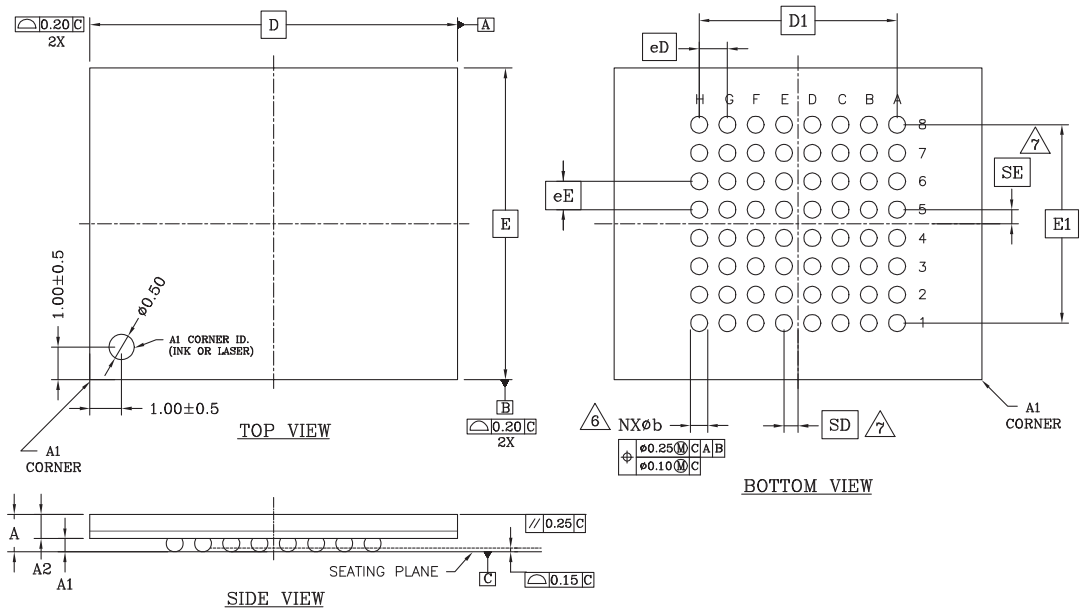 ⌓ 0.20 C
2X
D
A
E
1.00±0.5
ø0.50
A1 CORNER ID.
(INK OR LASER)
1.00±0.5
A1
CORNER
TOP VIEW
B
⌓ 0.20 C
2X
D1
eD
H G F E D C B A
8
7
6
5
4
3
2
1
7
SE
eE
E1
6 NXøb
⌖ ø0.25Ⓜ C A B
ø0.10Ⓜ C
SD 7
A1
CORNER
BOTTOM VIEW
A
A2
A1
// 0.25 C
SEATING PLANE
C
⌓ 0.15 C
SIDE VIEW